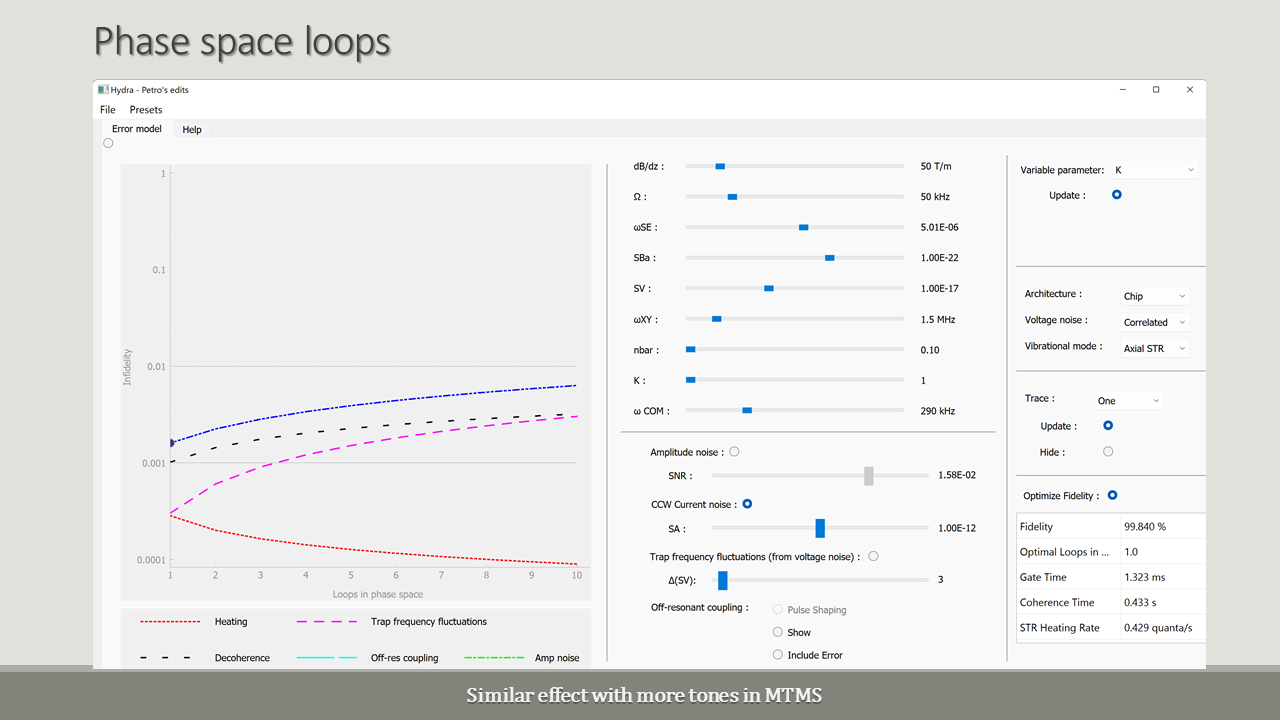 Phase space loops
Hydra - Petro's edits
File Presets
Error model Help
1
0.1
0.01
0.001
0.0001
Infidelity
1 2 3 4 5 6 7 8 9 10
Loops in phase space
Heating
Trap frequency fluctuations
Decoherence
Off-res coupling
Amp noise
dB/dz : 50 T/m
Ω : 50 kHz
ωSE : 5.01E-06
SBa : 1.00E-22
SV : 1.00E-17
ωXY : 1.5 MHz
nbar : 0.10
K : 1
ω COM : 290 kHz
Amplitude noise :
SNR : 1.58E-02
CCW Current noise :
SA : 1.00E-12
Trap frequency fluctuations (from voltage noise) :
Δ(SV): 3
Off-resonant coupling : Pulse Shaping
Show
Include Error
Variable parameter: K
Update :
Architecture : Chip
Voltage noise : Correlated
Vibrational mode : Axial STR
Trace : One
Update :
Hide :
Optimize Fidelity :
Fidelity 99.840 %
Optimal Loops in ... 1.0
Gate Time 1.323 ms
Coherence Time 0.433 s
STR Heating Rate 0.429 quanta/s
Similar effect with more tones in MTMS